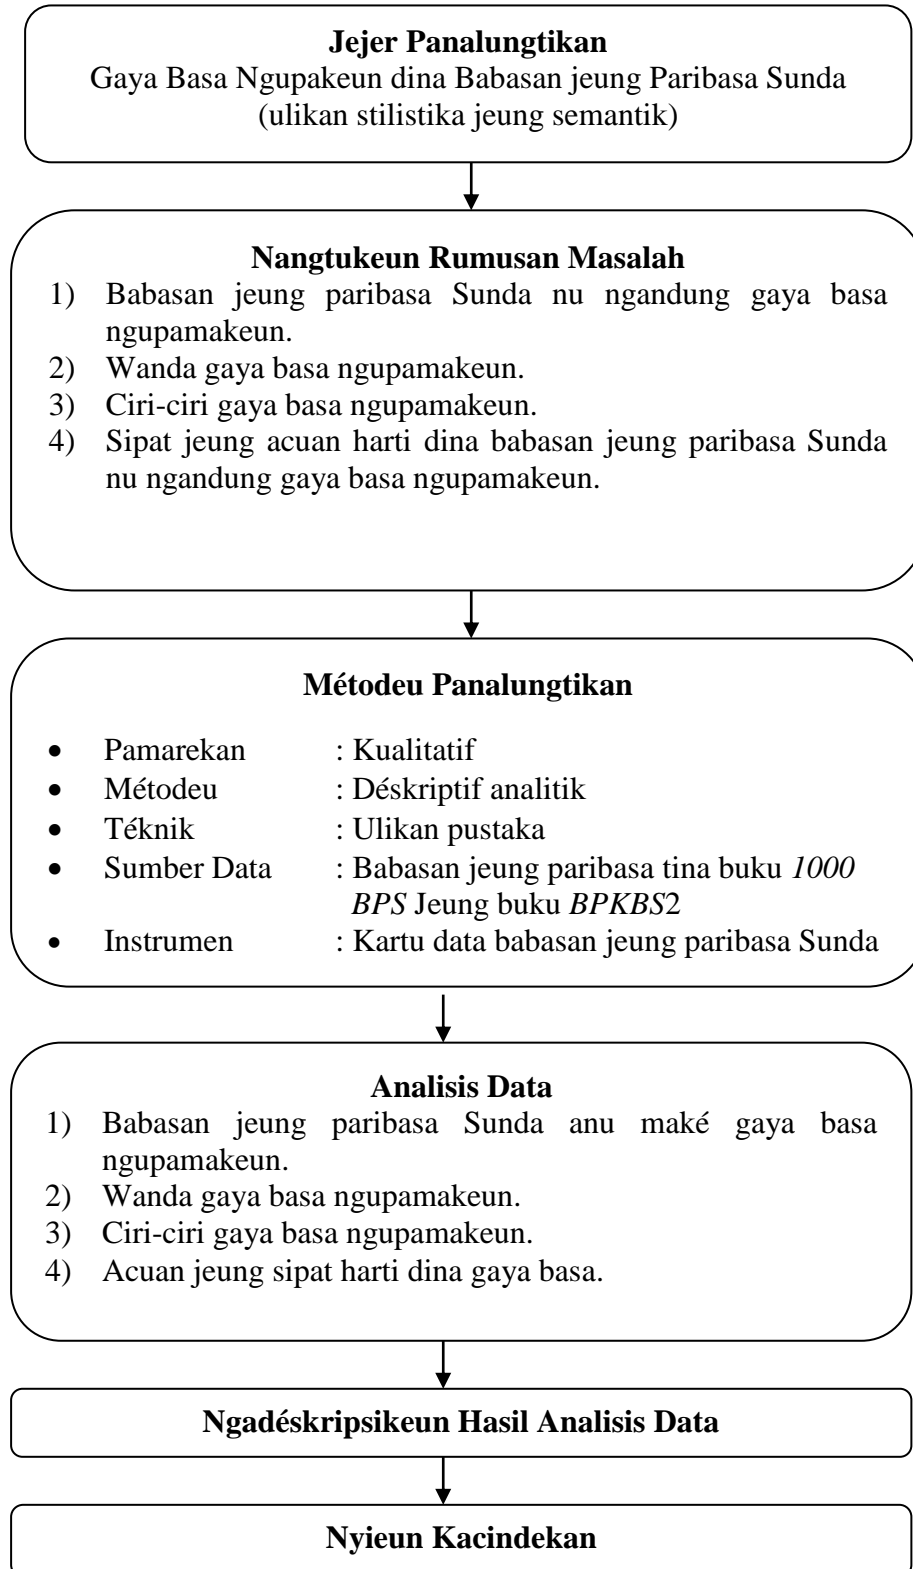 Jejer Panalungtikan
Gaya Basa Ngupakeun dina Babasan jeung Paribasa Sunda
(ulikan stilistika jeung semantik)
Nangtukeun Rumusan Masalah
1) Babasan jeung paribasa Sunda nu ngandung gaya basa
ngupamakeun.
2) Wanda gaya basa ngupamakeun.
3) Ciri-ciri gaya basa ngupamakeun.
4) Sipat jeung acuan harti dina babasan jeung paribasa Sunda
nu ngandung gaya basa ngupamakeun.
Métodeu Panalungtikan
• Pamarekan : Kualitatif
• Métodeu : Déskriptif analitik
• Téknik : Ulikan pustaka
• Sumber Data : Babasan jeung paribasa tina buku 1000
BPS Jeung buku BPKBS2
• Instrumen : Kartu data babasan jeung paribasa Sunda
Analisis Data
1) Babasan jeung paribasa Sunda anu maké gaya basa
ngupamakeun.
2) Wanda gaya basa ngupamakeun.
3) Ciri-ciri gaya basa ngupamakeun.
4) Acuan jeung sipat harti dina gaya basa.
Ngadéskripsikeun Hasil Analisis Data
Nyieun Kacindekan